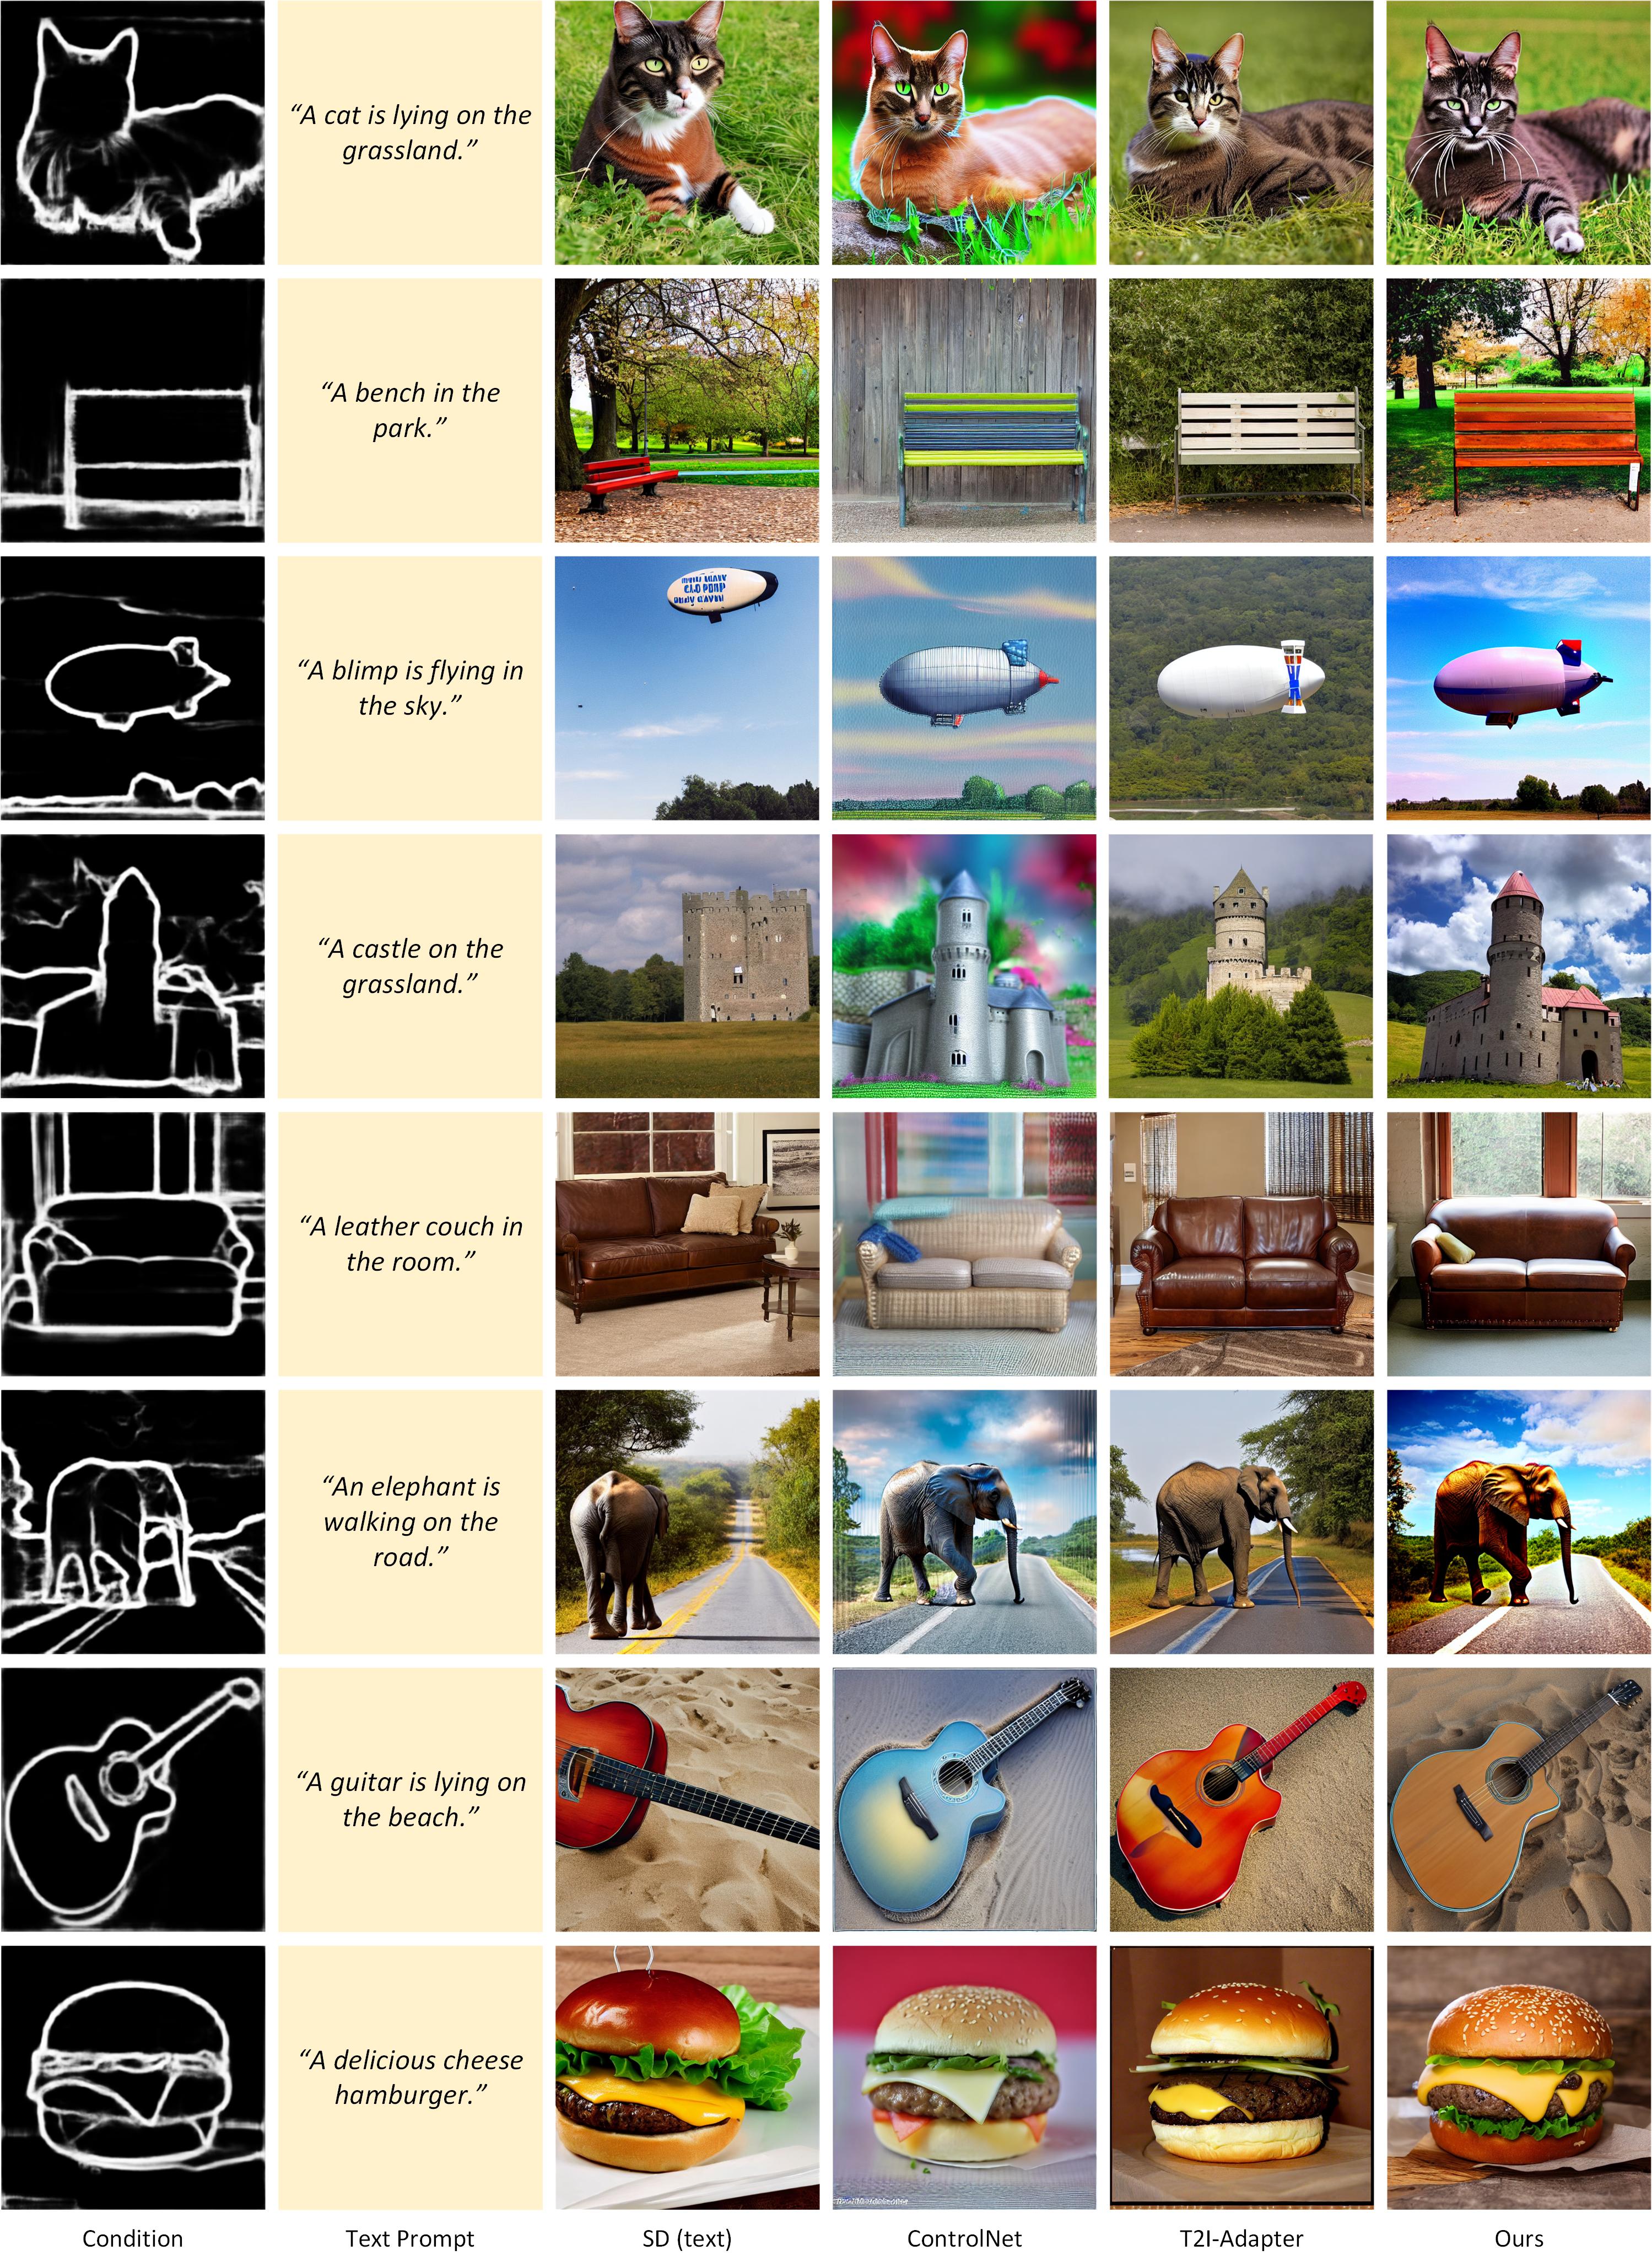 “A cat is lying on the
grassland.”
“A bench in the
park.”
“A blimp is flying in
the sky.”
“A castle on the
grassland.”
“A leather couch in
the room.”
“An elephant is
walking on the
road.”
“A guitar is lying on
the beach.”
“A delicious cheese
hamburger.”
Condition Text Prompt SD (text) ControlNet T2I-Adapter Ours